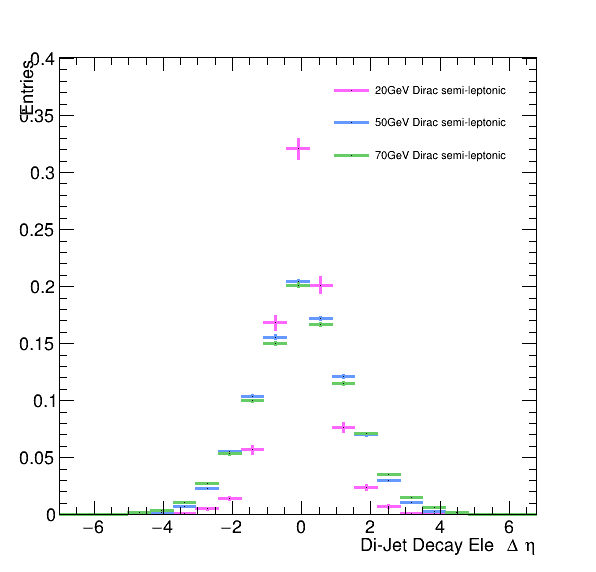 Entries
0.4
0.35
0.3
0.25
0.2
0.15
0.1
0.05
0
20GeV Dirac semi-leptonic
50GeV Dirac semi-leptonic
70GeV Dirac semi-leptonic
−6 −4 −2 0 2 4 6
Di-Jet Decay Ele Δ η